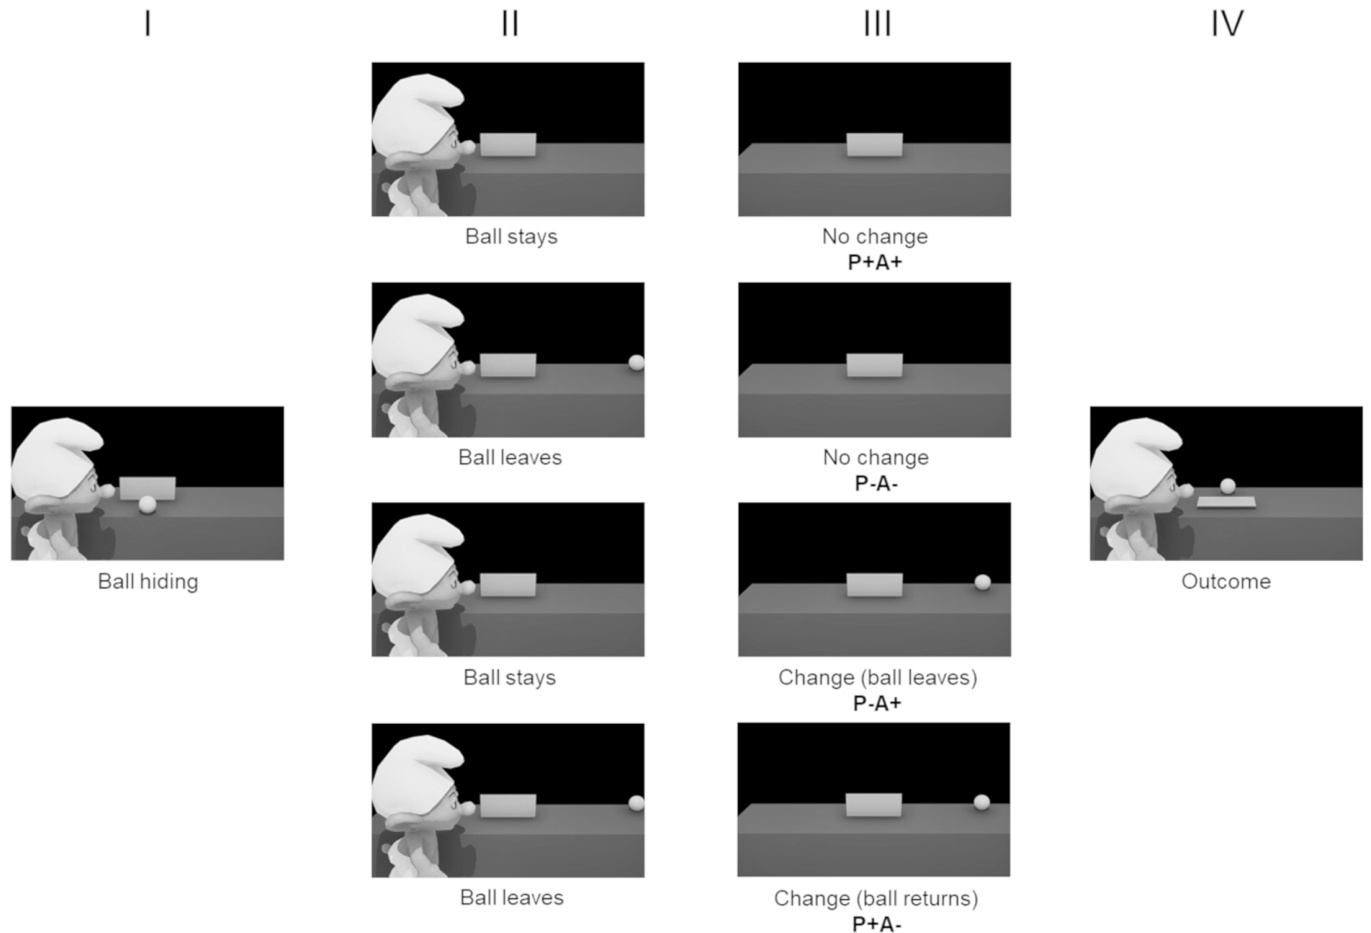 I
II
III
IV
Ball stays
No change
P+A+
Ball leaves
No change
P-A-
Ball hiding
Outcome
Ball stays
Change (ball leaves)
P-A+
Ball leaves
Change (ball returns)
P+A-